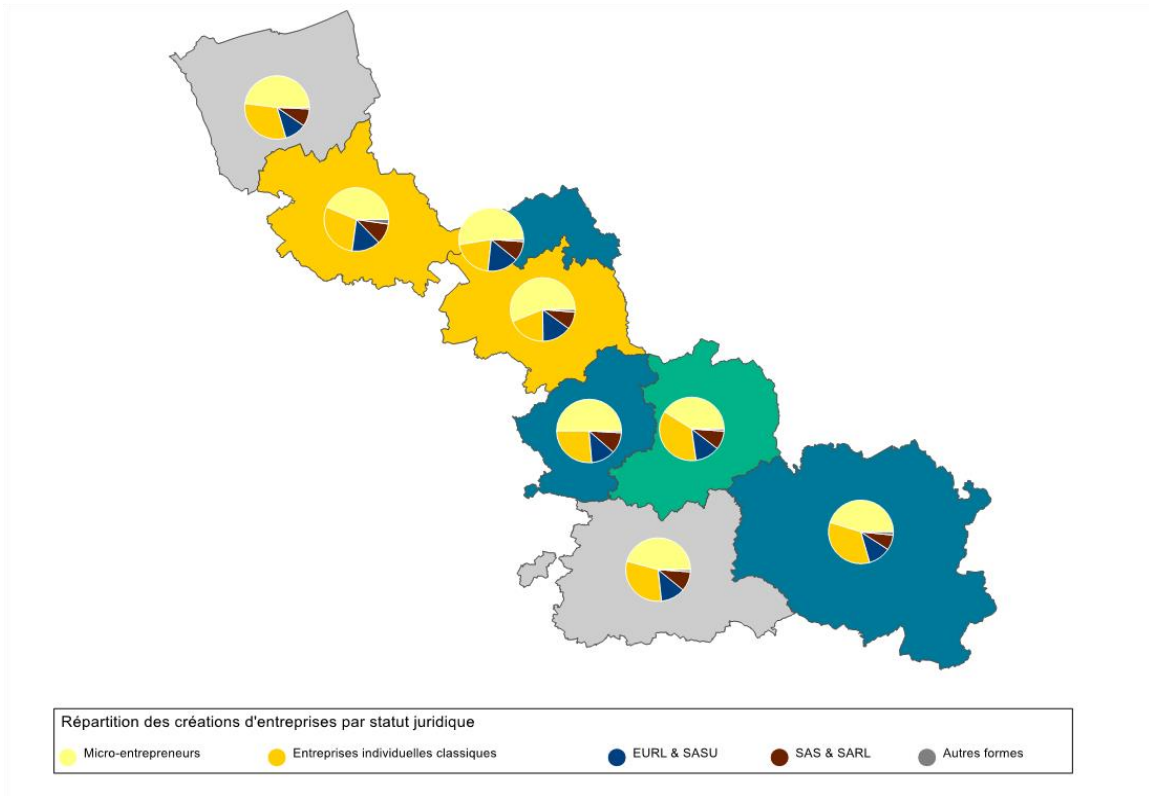 Répartition des créations d'entreprises par statut juridique
Micro-entrepreneurs Entreprises individuelles classiques EURL & SASU SAS & SARL Autres formes